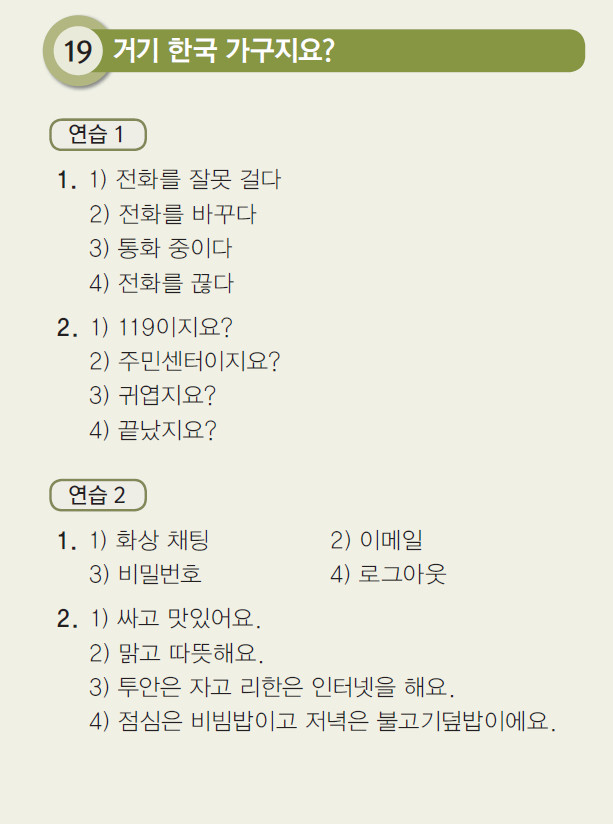 19 거기 한국 가구지요?
연습 1
1. 1) 전화를 잘못 걸다
2) 전화를 바꾸다
3) 통화 중이다
4) 전화를 끊다
2. 1) 119이지요?
2) 주민센터이지요?
3) 귀엽지요?
4) 끝났지요?
연습 2
1. 1) 화상 채팅 2) 이메일
3) 비밀번호 4) 로그아웃
2. 1) 싸고 맛있어요.
2) 맑고 따뜻해요.
3) 투안은 자고 리한은 인터넷을 해요.
4) 점심은 비빔밥이고 저녁은 불고기덮밥이에요.